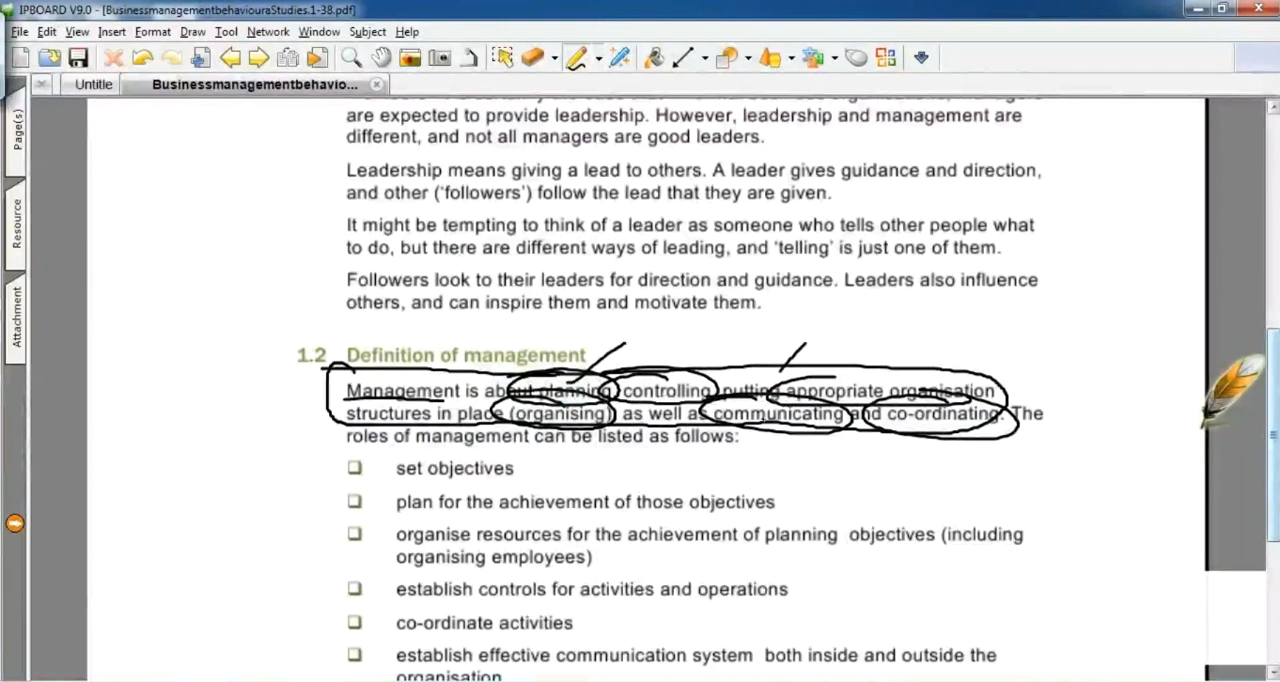 IPBOARD V9.0 - [BusinessmanagementbehaviouraStudies.1-38.pdf]
File Edit View Insert Format Draw Tool Network Window Subject Help
Untitle Businessmanagementbehavio...
Page(s)
Resource
Attachment
are expected to provide leadership. However, leadership and management are
different, and not all managers are good leaders.
Leadership means giving a lead to others. A leader gives guidance and direction,
and other (‘followers’) follow the lead that they are given.
It might be tempting to think of a leader as someone who tells other people what
to do, but there are different ways of leading, and ‘telling’ is just one of them.
Followers look to their leaders for direction and guidance. Leaders also influence
others, and can inspire them and motivate them.
1.2 Definition of management
Management is about planning controlling putting appropriate organisation
structures in place (organising) as well as communicating and co-ordinating. The
roles of management can be listed as follows:
set objectives
plan for the achievement of those objectives
organise resources for the achievement of planning objectives (including
organising employees)
establish controls for activities and operations
co-ordinate activities
establish effective communication system both inside and outside the
organisation